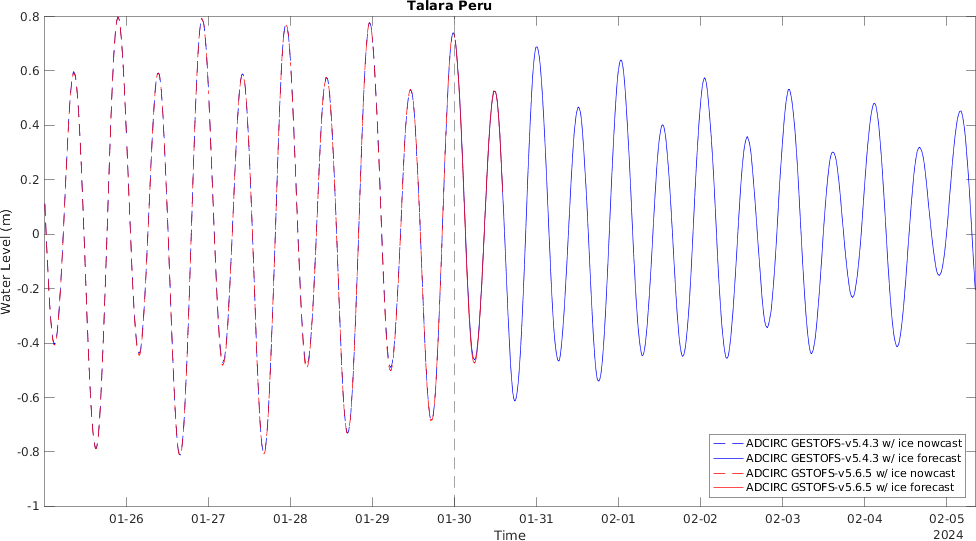 Talara Peru
Water Level (m)
0.8
0.6
0.4
0.2
0
-0.2
-0.4
-0.6
-0.8
-1
ADCIRC GESTOFS-v5.4.3 w/ ice nowcast
ADCIRC GESTOFS-v5.4.3 w/ ice forecast
ADCIRC GSTOFS-v5.6.5 w/ ice nowcast
ADCIRC GSTOFS-v5.6.5 w/ ice forecast
01-26 01-27 01-28 01-29 01-30 01-31 02-01 02-02 02-03 02-04 02-05
Time 2024